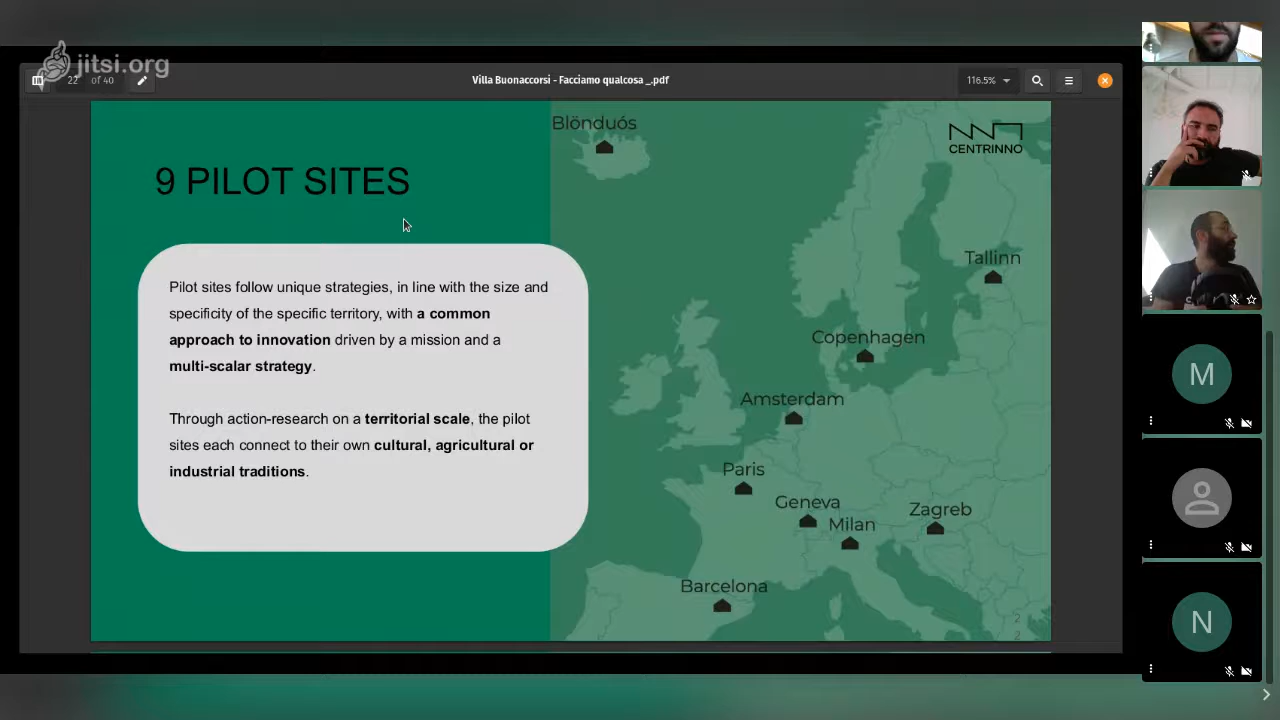 jitsi.org
22 of 40
Villa Buonaccorsi - Facciamo qualcosa _.pdf
116.5%
9 PILOT SITES
Pilot sites follow unique strategies, in line with the size and
specificity of the specific territory, with a common
approach to innovation driven by a mission and a
multi-scalar strategy.
Through action-research on a territorial scale, the pilot
sites each connect to their own cultural, agricultural or
industrial traditions.
CENTRINNO
Blönduós
Tallinn
Copenhagen
Amsterdam
Paris
Geneva
Milan
Zagreb
Barcelona
2
2
M
N